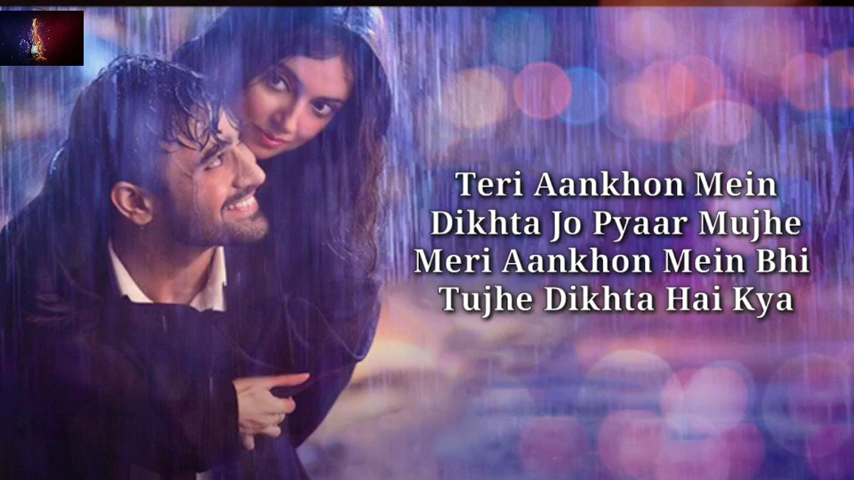 Teri Aankhon Mein
Dikhta Jo Pyaar Mujhe
Meri Aankhon Mein Bhi
Tujhe Dikhta Hai Kya